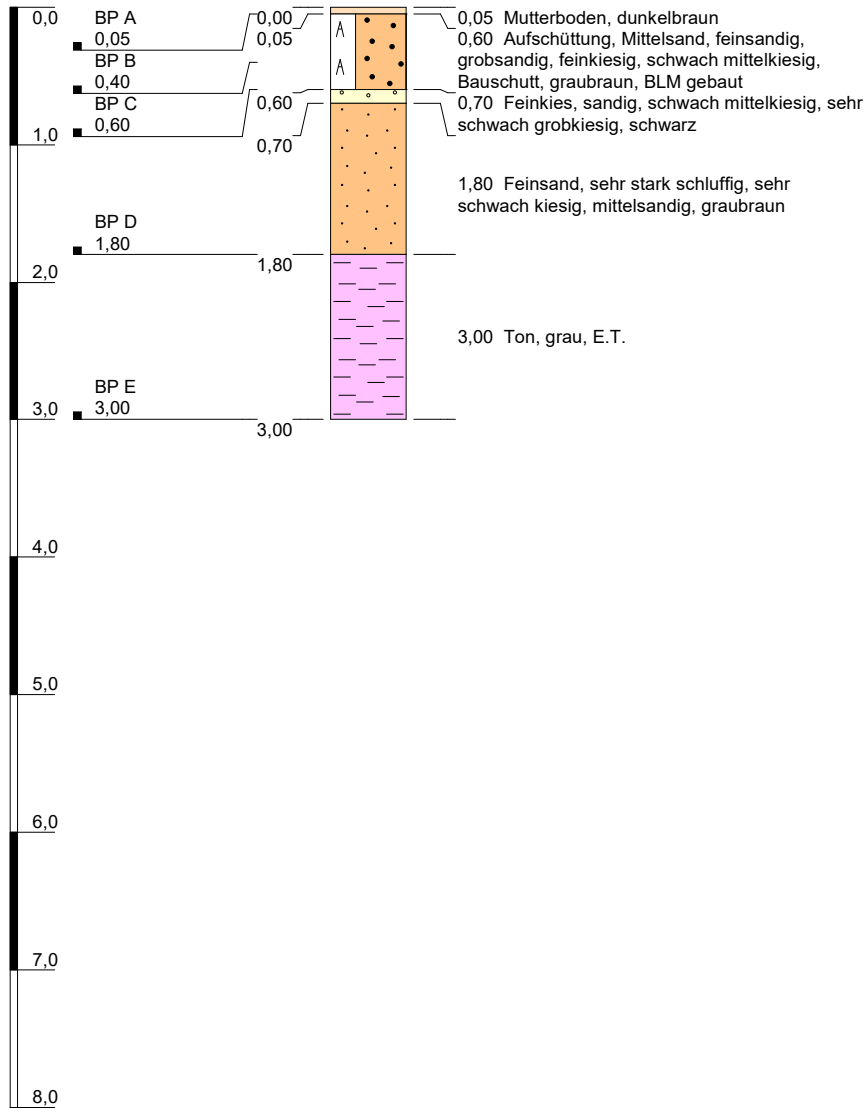 0,0
BP A
0,05
BP B
0,40
BP C
0,60
1,0
BP D
1,80
2,0
BP E
3,00
3,0
4,0
5,0
6,0
7,0
8,0
0,00
0,05
0,60
0,70
1,80
3,00
A
A
0,05 Mutterboden, dunkelbraun
0,60 Aufschüttung, Mittelsand, feinsandig,
grobsandig, feinkiesig, schwach mittelkiesig,
Bauschutt, graubraun, BLM gebaut
0,70 Feinkies, sandig, schwach mittelkiesig, sehr
schwach grobkiesig, schwarz
1,80 Feinsand, sehr stark schluffig, sehr
schwach kiesig, mittelsandig, graubraun
3,00 Ton, grau, E.T.